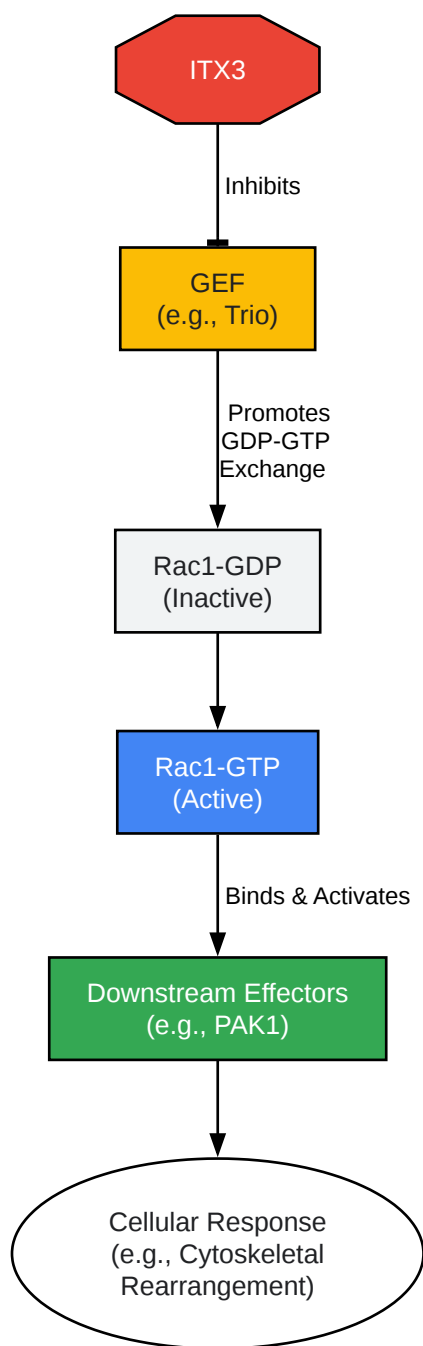 ITX3
Inhibits
GEF
(e.g., Trio)
Promotes
GDP-GTP
Exchange
Rac1-GDP
(Inactive)
Rac1-GTP
(Active)
Binds & Activates
Downstream Effectors
(e.g., PAK1)
Cellular Response
(e.g., Cytoskeletal
Rearrangement)